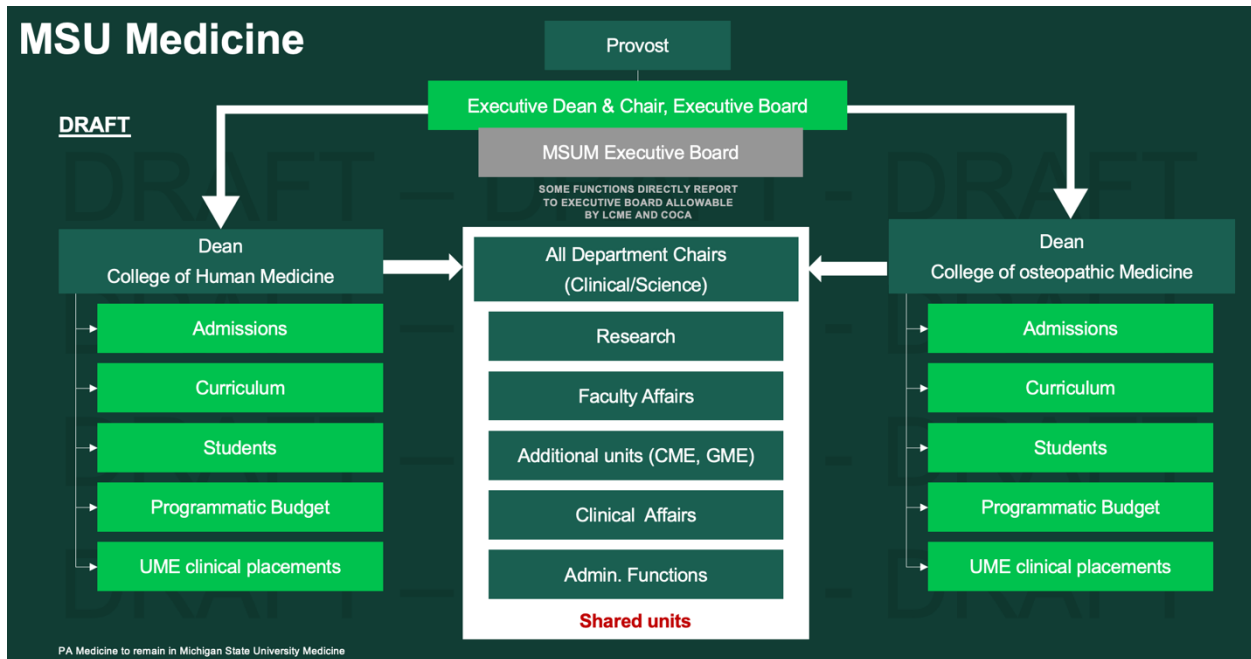 MSU Medicine
Provost
Executive Dean & Chair, Executive Board
DRAFT
MSUM Executive Board
SOME FUNCTIONS DIRECTLY REPORT
TO EXECUTIVE BOARD ALLOWABLE
BY LCME AND COCA
DRAFT – DRAFT - DRAFT
Dean
College of Human Medicine
Admissions
Curriculum
Students
Programmatic Budget
UME clinical placements
All Department Chairs
(Clinical/Science)
Research
Faculty Affairs
Additional units (CME, GME)
Clinical  Affairs
Admin. Functions
Shared units
Dean
College of osteopathic Medicine
Admissions
Curriculum
Students
Programmatic Budget
UME clinical placements
PA Medicine to remain in Michigan State University Medicine